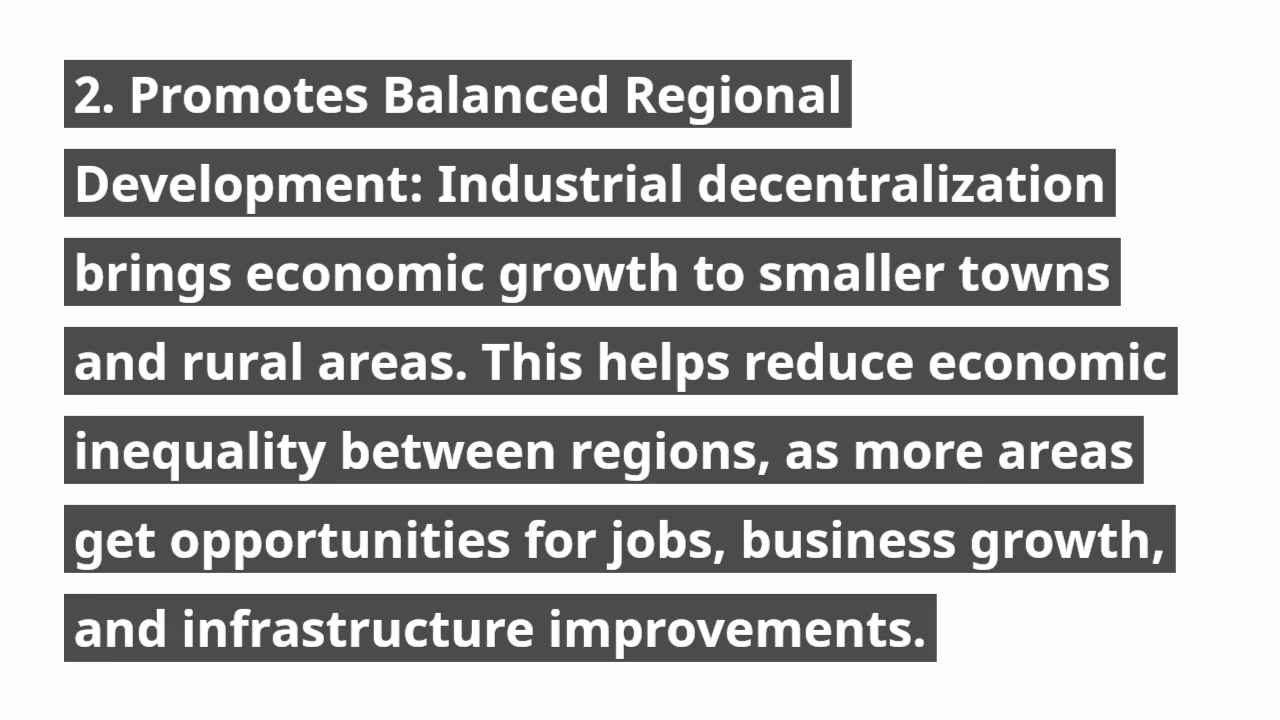 2. Promotes Balanced Regional
Development: Industrial decentralization
brings economic growth to smaller towns
and rural areas. This helps reduce economic
inequality between regions, as more areas
get opportunities for jobs, business growth,
and infrastructure improvements.